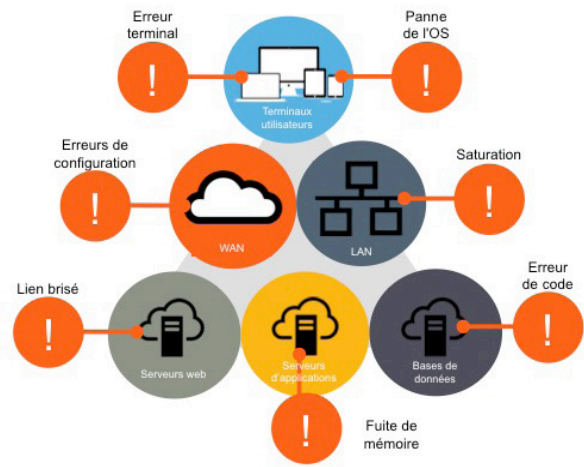 Erreur
terminal
Panne
de l'OS
!
!
Terminaux
utilisateurs
Erreurs de
configuration
Saturation
!
!
WAN
LAN
Lien brisé
Erreur
de code
!
!
Serveurs web
Serveurs
d'applications
Bases de
données
!
Fuite de
mémoire